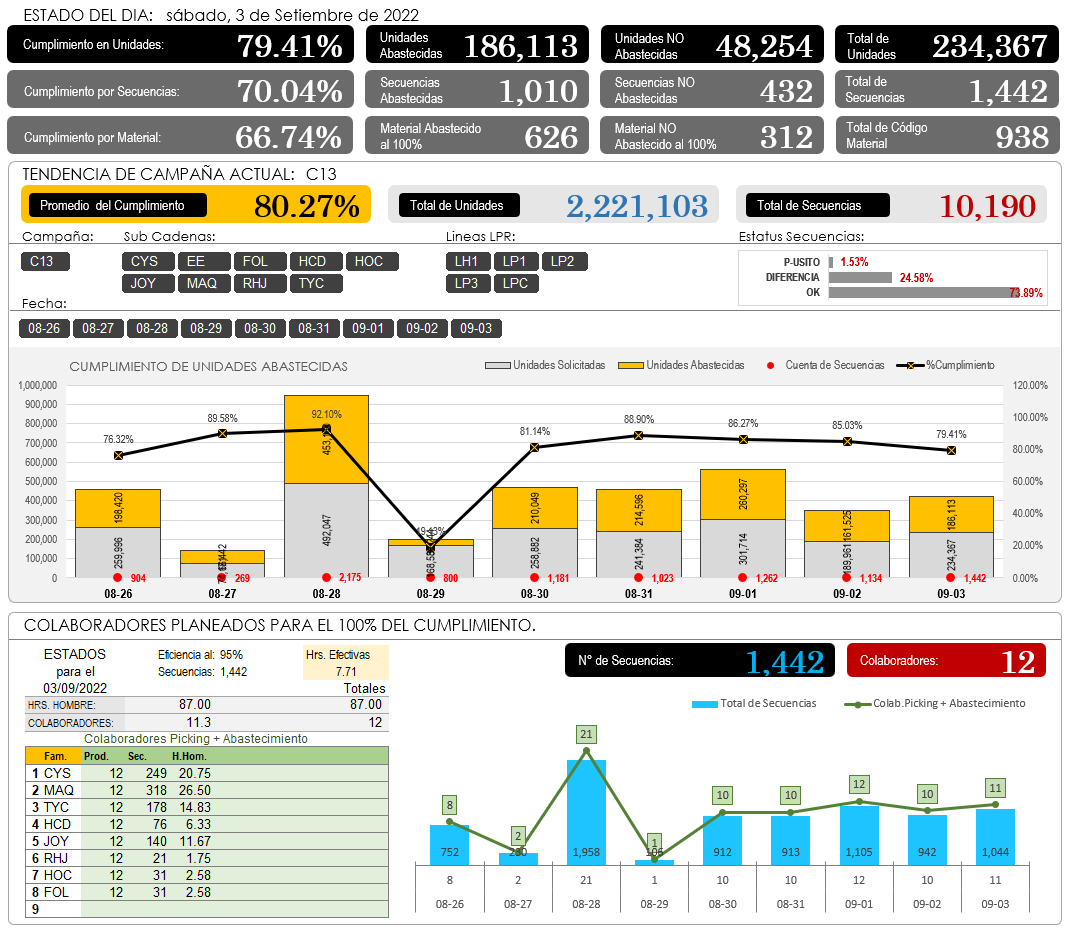 ESTADO DEL DIA: sábado, 3 de Setiembre de 2022
Cumplimiento en Unidades: 79.41%
Unidades Abastecidas 186,113
Unidades NO Abastecidas 48,254
Total de Unidades 234,367
Cumplimiento por Secuencias: 70.04%
Secuencias Abastecidas 1,010
Secuencias NO Abastecidas 432
Total de Secuencias 1,442
Cumplimiento por Material: 66.74%
Material Abastecido al 100% 626
Material NO Abastecido al 100% 312
Total de Código Material 938
TENDENCIA DE CAMPAÑA ACTUAL: C13
Promedio del Cumplimiento 80.27%
Total de Unidades 2,221,103
Total de Secuencias 10,190
Campaña: Sub Cadenas: Lineas LPR: Estatus Secuencias:
C13 CYS EE FOL HCD HOC LH1 LP1 LP2
JOY MAQ RHJ TYC LP3 LPC
P-USITO 1.53%
DIFERENCIA 24.58%
OK 73.89%
Fecha:
08-26 08-27 08-28 08-29 08-30 08-31 09-01 09-02 09-03
CUMPLIMIENTO DE UNIDADES ABASTECIDAS
Unidades Solicitadas Unidades Abastecidas Cuenta de Secuencias %Cumplimiento
1,000,000
900,000
800,000
700,000
600,000
500,000
400,000
300,000
200,000
100,000
0
120.00%
100.00%
80.00%
60.00%
40.00%
20.00%
0.00%
76.32% 89.58% 92.10% 81.14% 88.90% 86.27% 85.03% 79.41%
198,420 210,049 214,596 260,297 161,525 186,113
259,996 492,047 258,882 241,384 301,714 189,961 234,367
904 269 2,175 800 1,181 1,023 1,262 1,134 1,442
08-26 08-27 08-28 08-29 08-30 08-31 09-01 09-02 09-03
COLABORADORES PLANEADOS PARA EL 100% DEL CUMPLIMIENTO.
ESTADOS
para el
03/09/2022
Eficiencia al: 95%
Secuencias: 1,442
Hrs. Efectivas
7.71
Totales
HRS. HOMBRE: 87.00 87.00
COLABORADORES: 11.3 12
Colaboradores Picking + Abastecimiento
Fam. Prod. Sec. H.Hom.
1 CYS 12 249 20.75
2 MAQ 12 318 26.50
3 TYC 12 178 14.83
4 HCD 12 76 6.33
5 JOY 12 140 11.67
6 RHJ 12 21 1.75
7 HOC 12 31 2.58
8 FOL 12 31 2.58
9
N° de Secuencias: 1,442
Colaboradores: 12
Total de Secuencias Colab.Picking + Abastecimiento
8 2 21 1 10 10 12 10 11
752 1,958 912 913 1,105 942 1,044
8 2 21 1 10 10 12 10 11
08-26 08-27 08-28 08-29 08-30 08-31 09-01 09-02 09-03